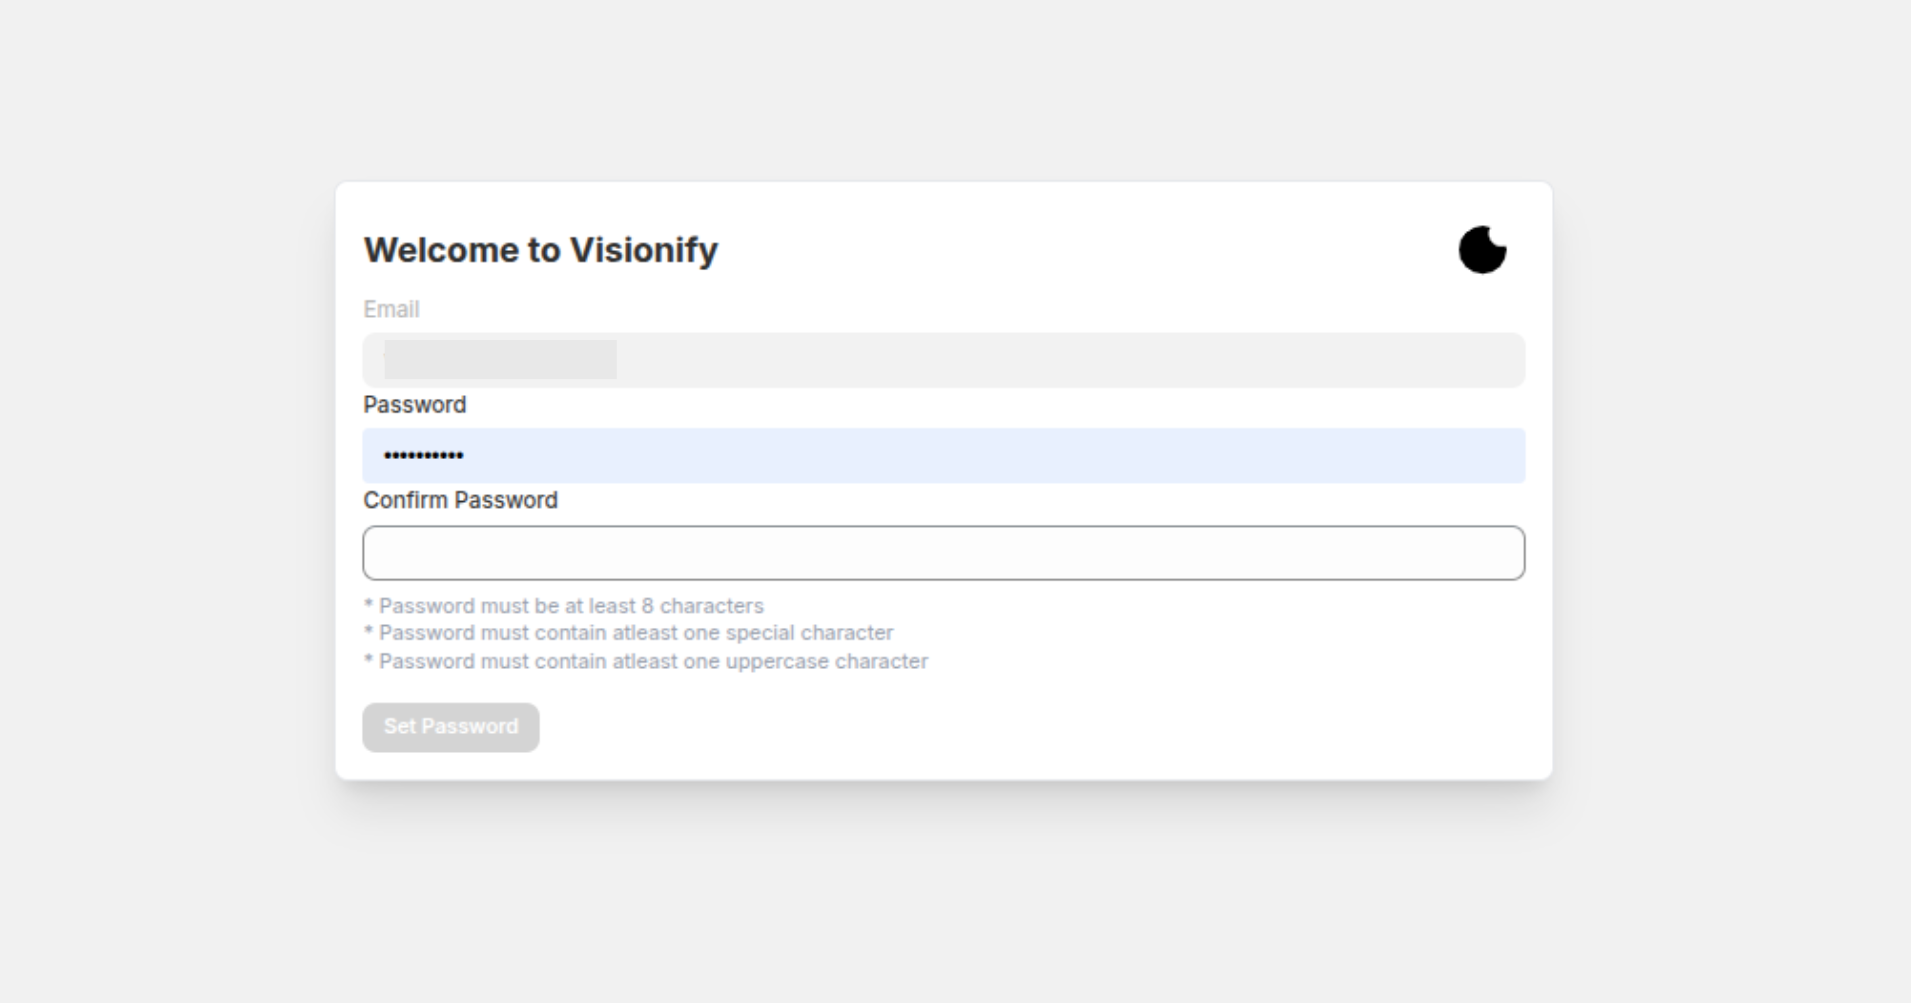 Welcome to Visionify
Email
Password
••••••••••
Confirm Password
* Password must be at least 8 characters
* Password must contain atleast one special character
* Password must contain atleast one uppercase character
Set Password